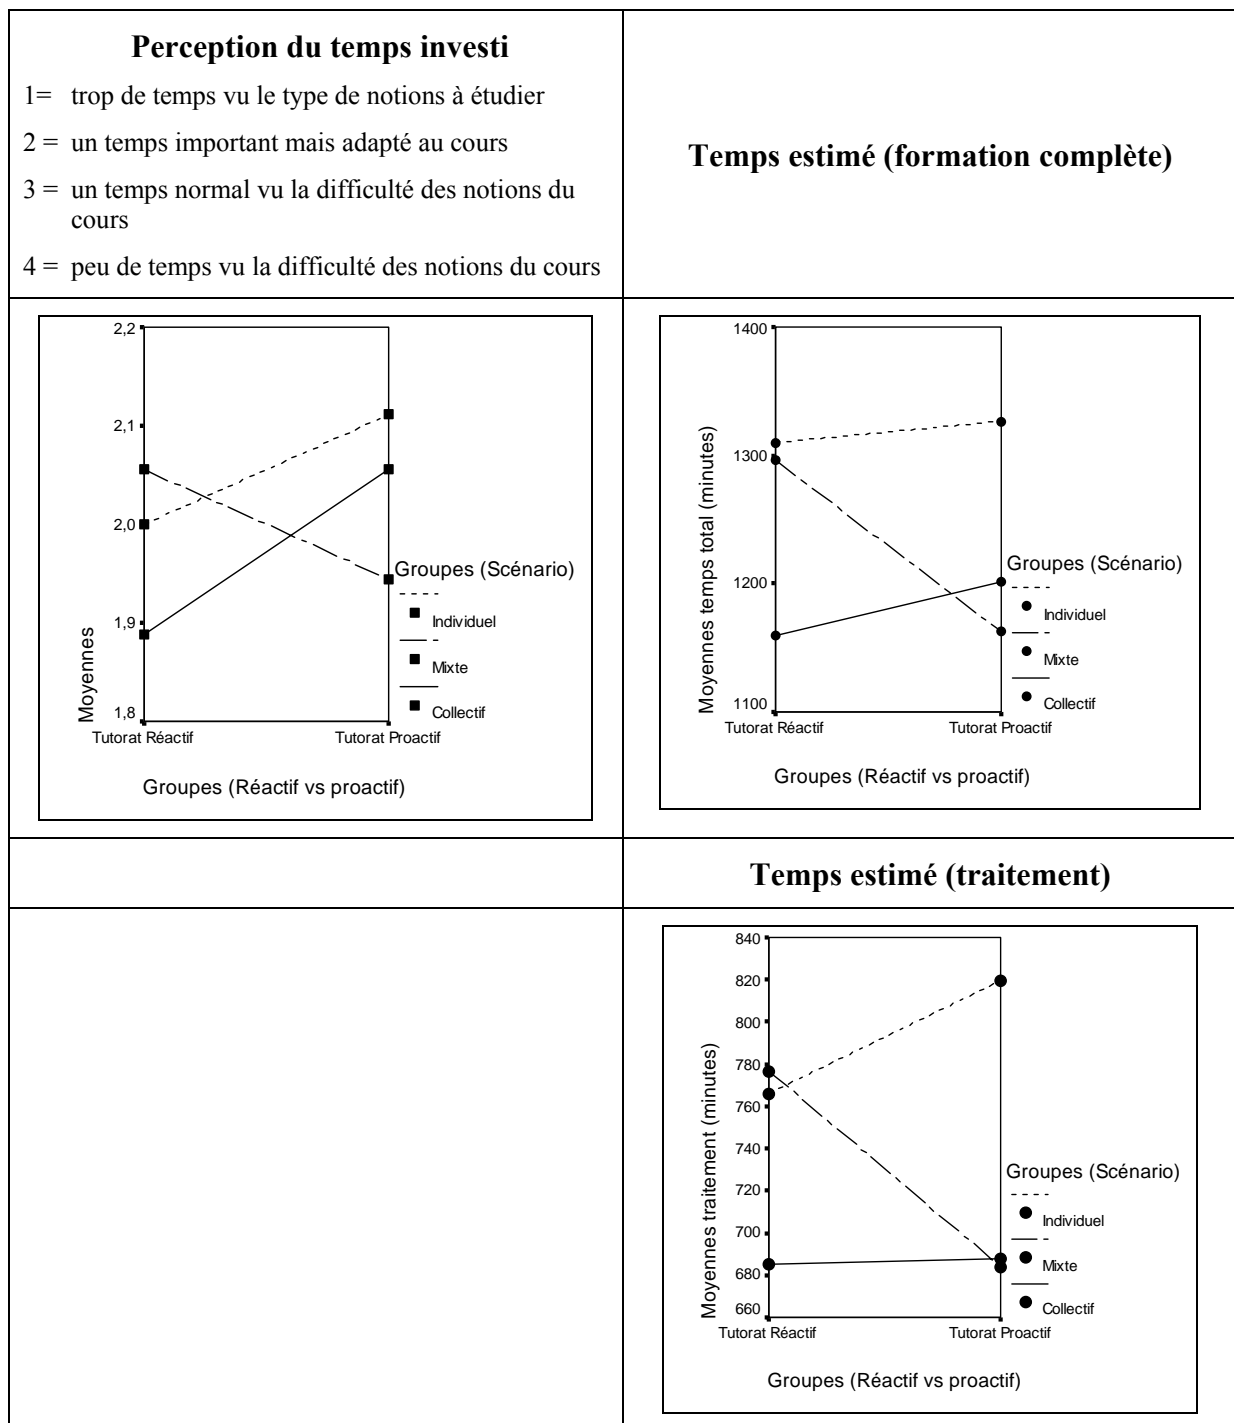 Perception du temps investi
1= trop de temps vu le type de notions à étudier
2 = un temps important mais adapté au cours
3 = un temps normal vu la difficulté des notions du
cours
4 = peu de temps vu la difficulté des notions du cours
Temps estimé (formation complète)
Moyennes
2,2
2,1
2,0
1,9
1,8
Tutorat Réactif
Tutorat Proactif
Groupes (Réactif vs proactif)
Groupes (Scénario)
Individuel
Mixte
Collectif
Moyennes temps total (minutes)
1400
1300
1200
1100
Tutorat Réactif
Tutorat Proactif
Groupes (Réactif vs proactif)
Groupes (Scénario)
Individuel
Mixte
Collectif
Temps estimé (traitement)
Moyennes traitement (minutes)
840
820
800
780
760
740
720
700
680
660
Tutorat Réactif
Tutorat Proactif
Groupes (Réactif vs proactif)
Groupes (Scénario)
Individuel
Mixte
Collectif